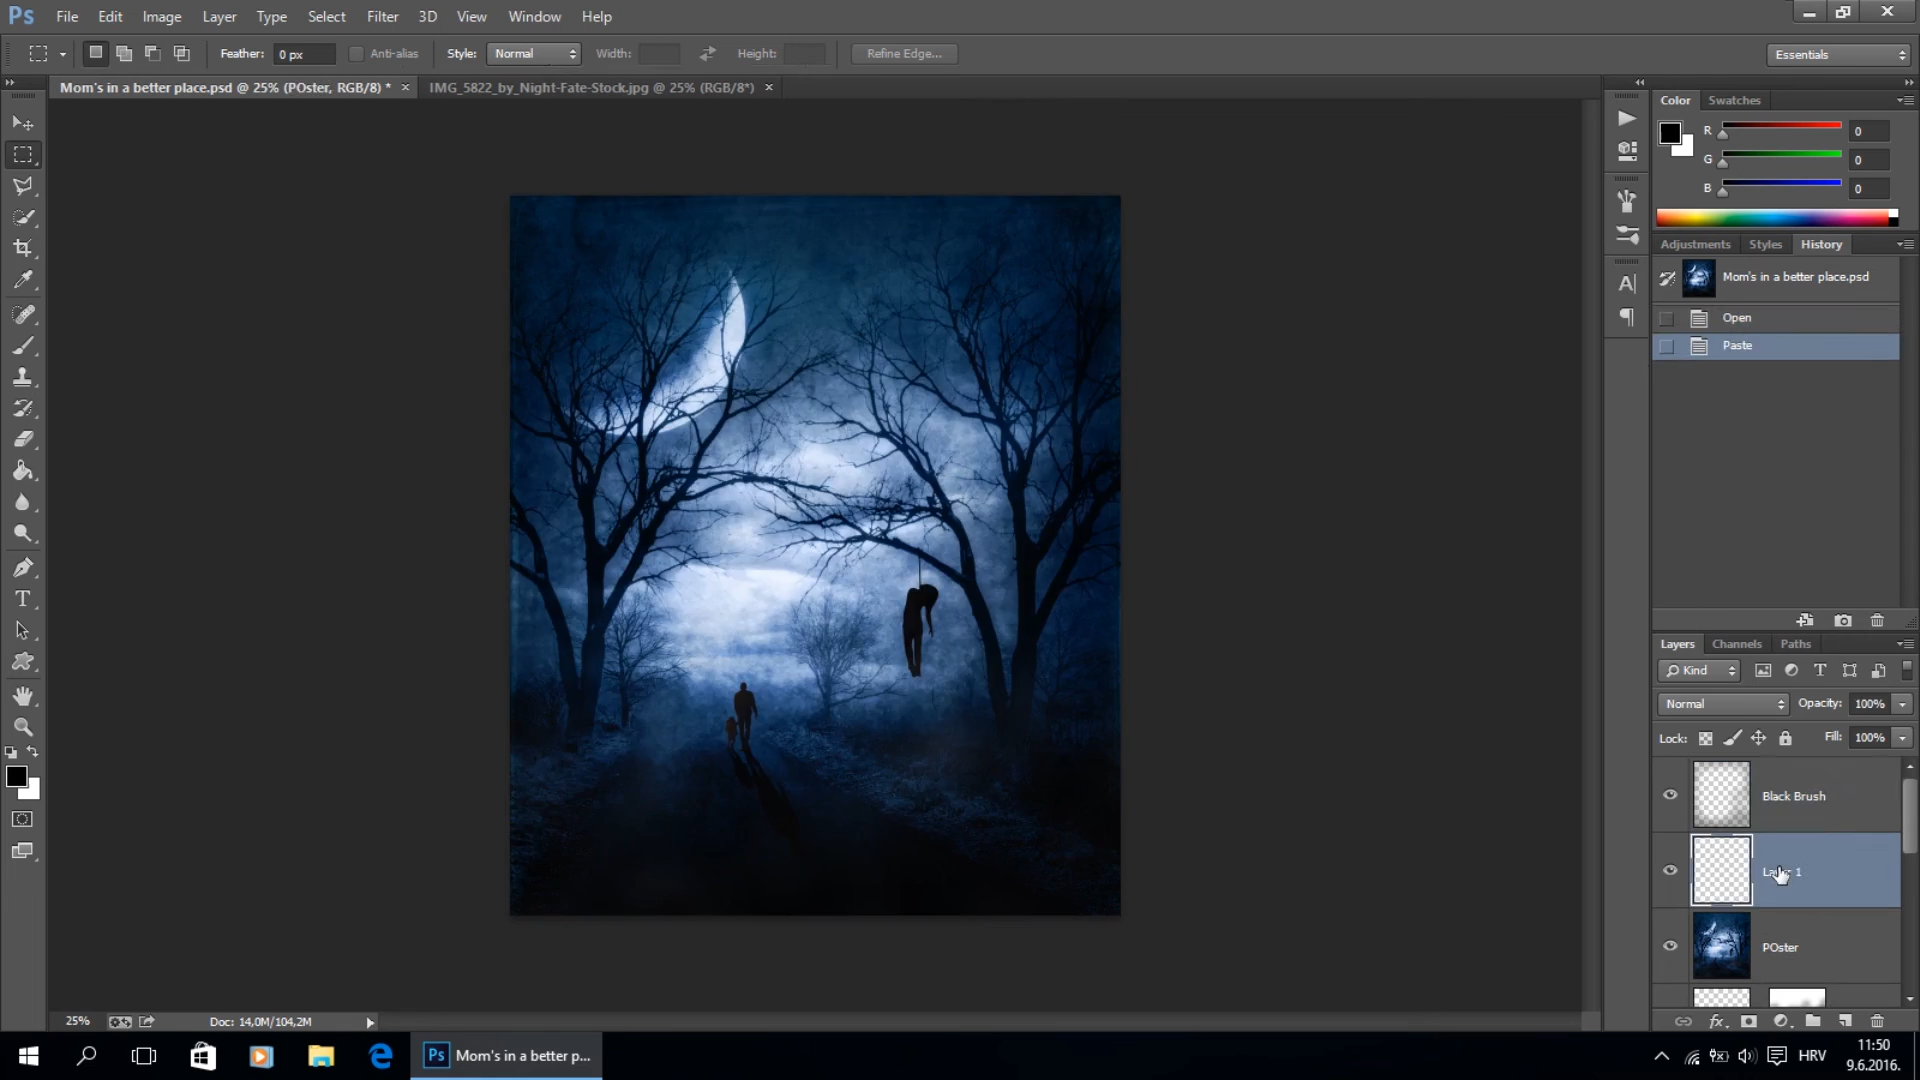 Ps File Edit Image Layer Type Select Filter 3D View Window Help
Feather: 0 px Anti-alias Style: Normal Width: Height: Refine Edge... Essentials
Mom's in a better place.psd @ 25% (POster, RGB/8) * × IMG_5822_by_Night-Fate-Stock.jpg @ 25% (RGB/8*) ×
Color Swatches
R 0
G 0
B 0
Adjustments Styles History
Mom's in a better place.psd
Open
Paste
Layers Channels Paths
Kind
Normal Opacity: 100%
Lock: Fill: 100%
Black Brush
POster
25% Doc: 14,0M/104,2M
Ps Mom's in a better p... HRV 11:50
9.6.2016.